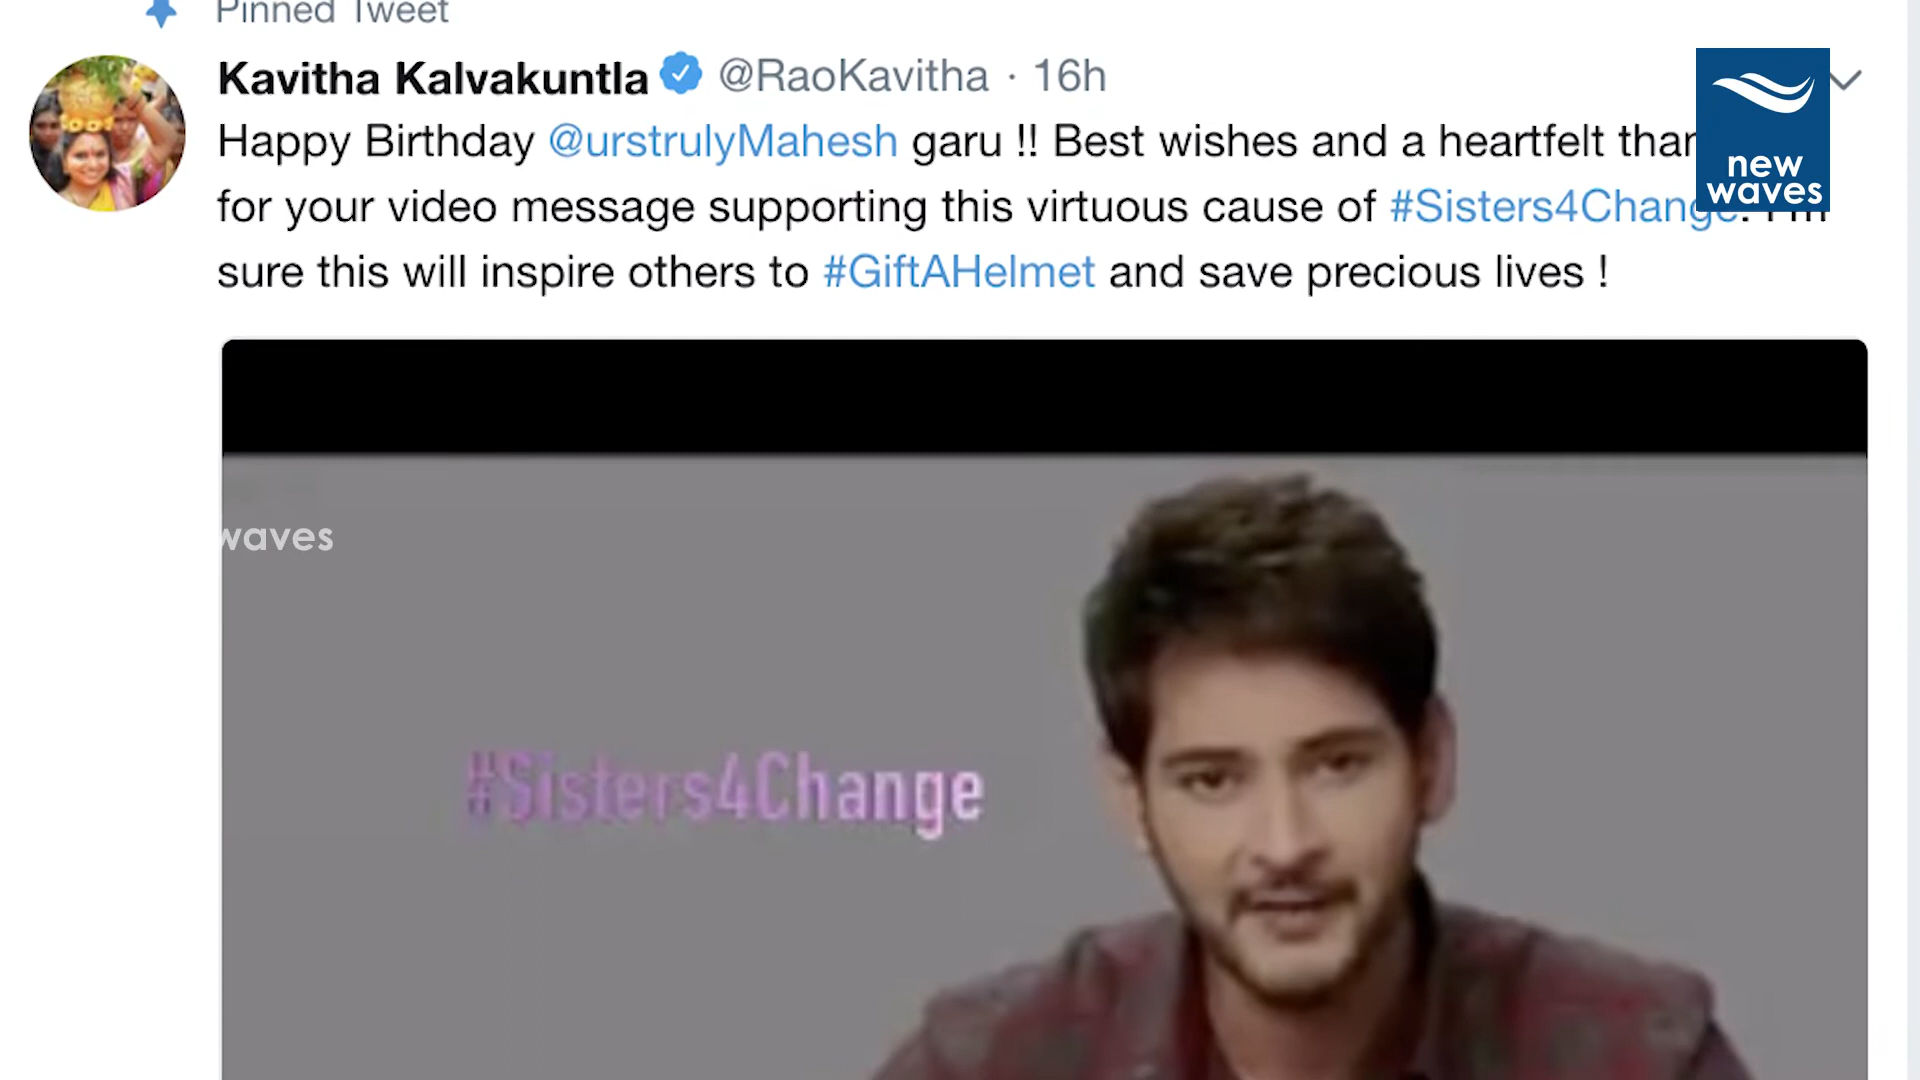 Pinned Tweet
Kavitha Kalvakuntla @RaoKavitha · 16h
Happy Birthday @urstrulyMahesh garu !! Best wishes and a heartfelt
for your video message supporting this virtuous cause of #Sisters4Change. I'm
sure this will inspire others to #GiftAHelmet and save precious lives !
new
waves
waves
#Sisters4Change